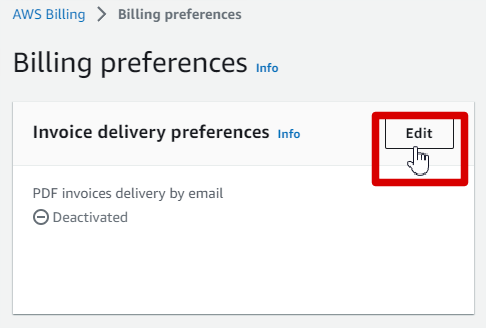 AWS Billing > Billing preferences
Billing preferences Info
Invoice delivery preferences Info Edit
PDF invoices delivery by email
Deactivated